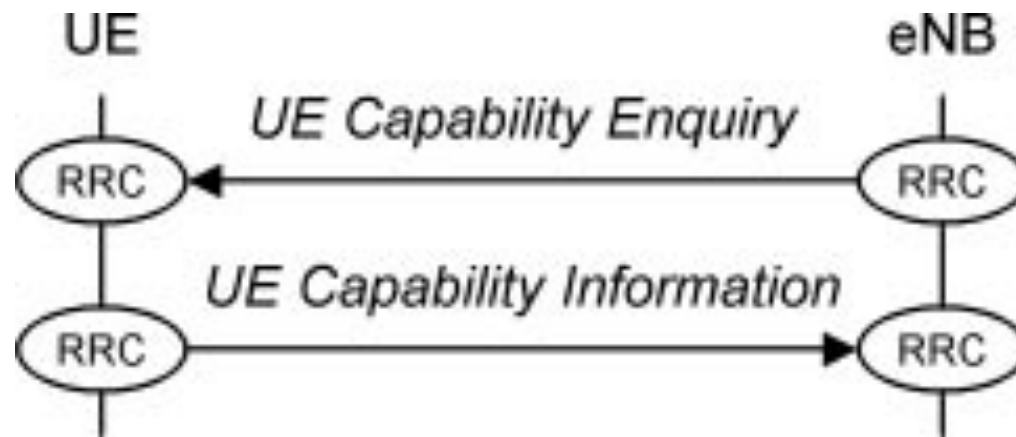 UE eNB
UE Capability Enquiry
RRC RRC
UE Capability Information
RRC RRC